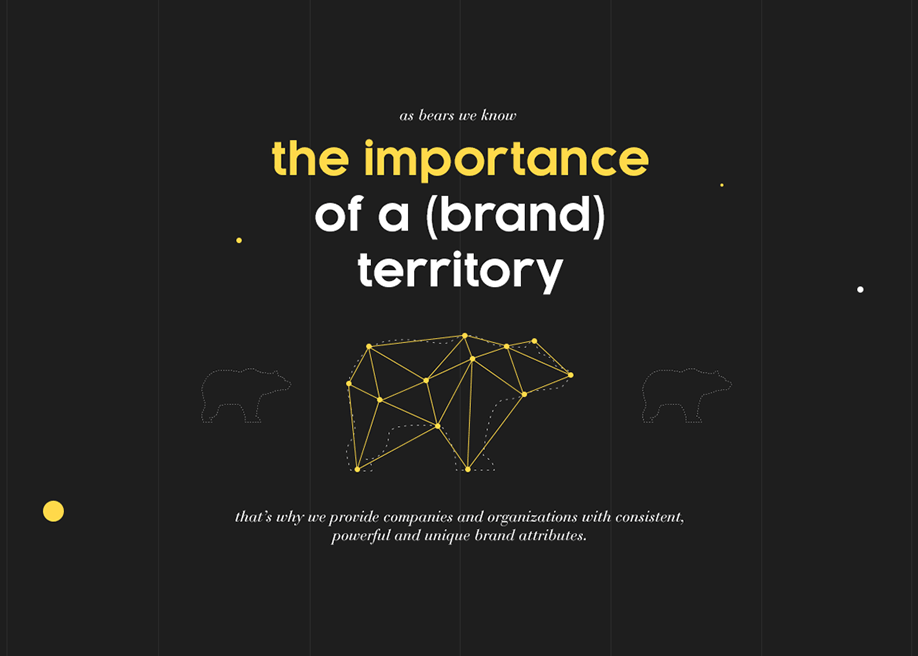 as bears we know
the importance
of a (brand)
territory
that’s why we provide companies and organizations with consistent,
powerful and unique brand attributes.